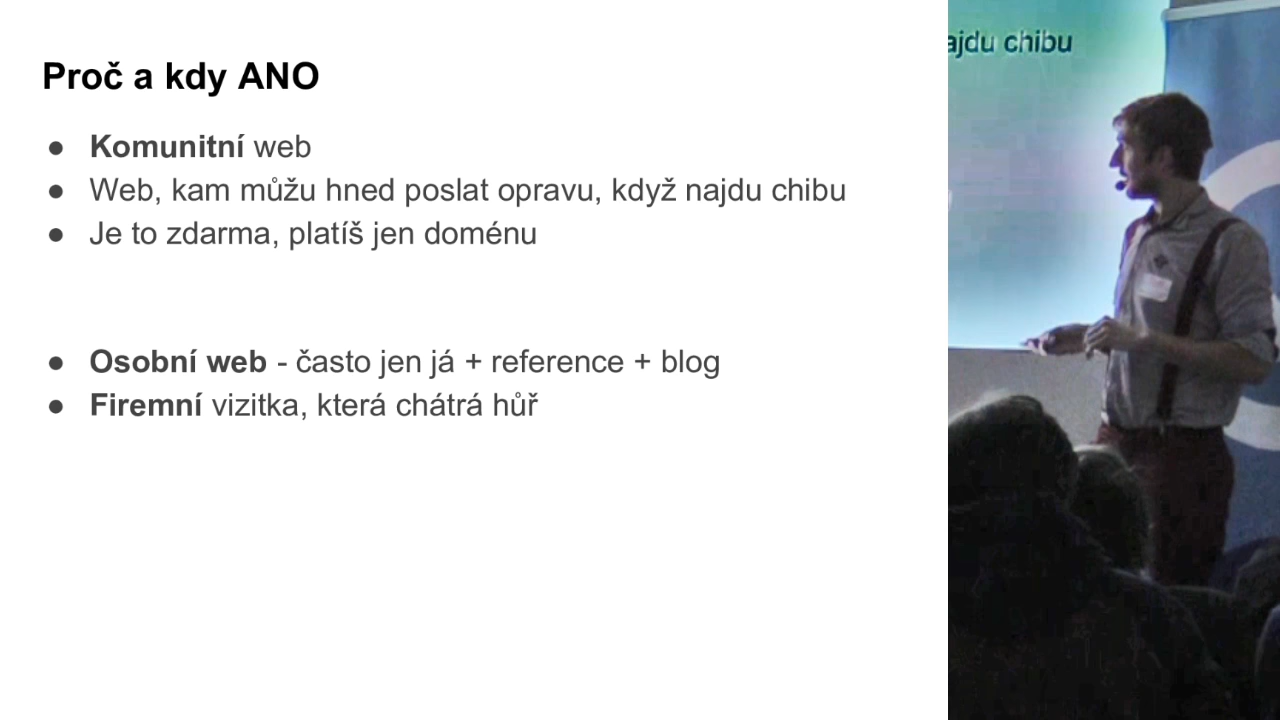 Proč a kdy ANO
● Komunitní web
● Web, kam můžu hned poslat opravu, když najdu chibu
● Je to zdarma, platíš jen doménu
● Osobní web - často jen já + reference + blog
● Firemní vizitka, která chátrá hůř
ajdu chibu